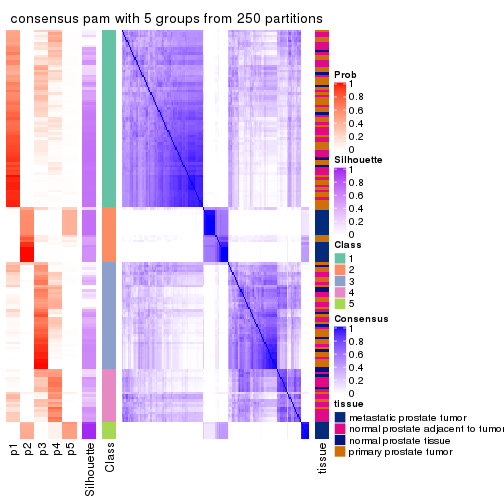 consensus pam with 5 groups from 250 partitions
Prob
1
0.8
0.6
0.4
0.2
0
Silhouette
1
0.8
0.6
0.4
0.2
0
Class
1
2
3
4
5
Consensus
1
0.8
0.6
0.4
0.2
0
tissue
metastatic prostate tumor
normal prostate adjacent to tumor
normal prostate tissue
primary prostate tumor
p1
p2
p3
p4
p5
Silhouette
Class
tissue